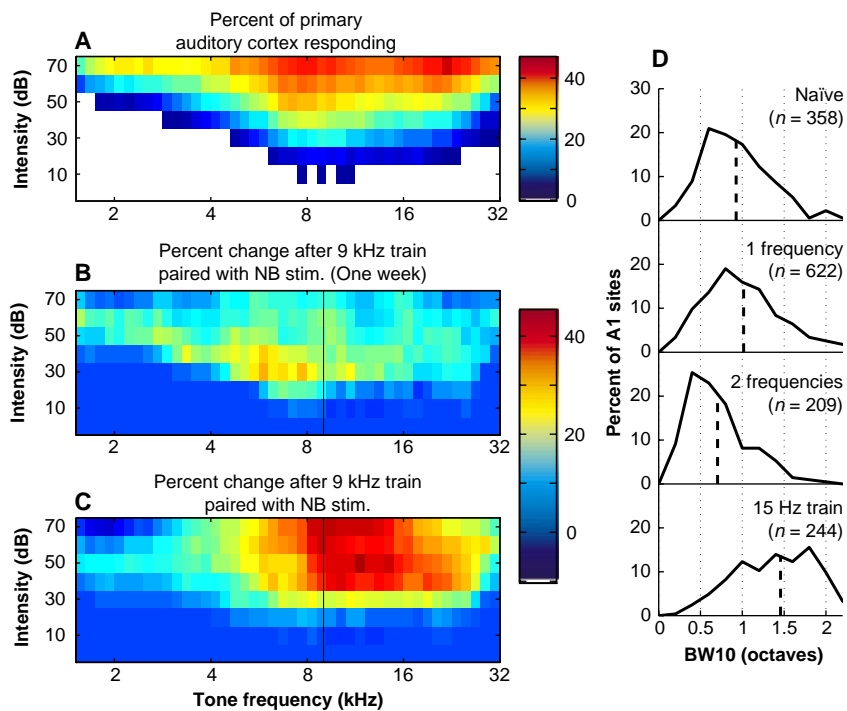 A
Percent of primary
auditory cortex responding
Intensity (dB)
70
50
30
10
2
4
8
16
32
40
20
0
B
Percent change after 9 kHz train
paired with NB stim. (One week)
Intensity (dB)
70
50
30
10
2
4
8
16
32
40
20
0
C
Percent change after 9 kHz train
paired with NB stim.
Intensity (dB)
70
50
30
10
2
4
8
16
32
Tone frequency (kHz)
D
Percent of A1 sites
30
20
10
0
Naïve
(n = 358)
20
10
0
1 frequency
(n = 622)
20
10
0
2 frequencies
(n = 209)
20
10
0
15 Hz train
(n = 244)
0
0.5
1
1.5
2
BW10 (octaves)